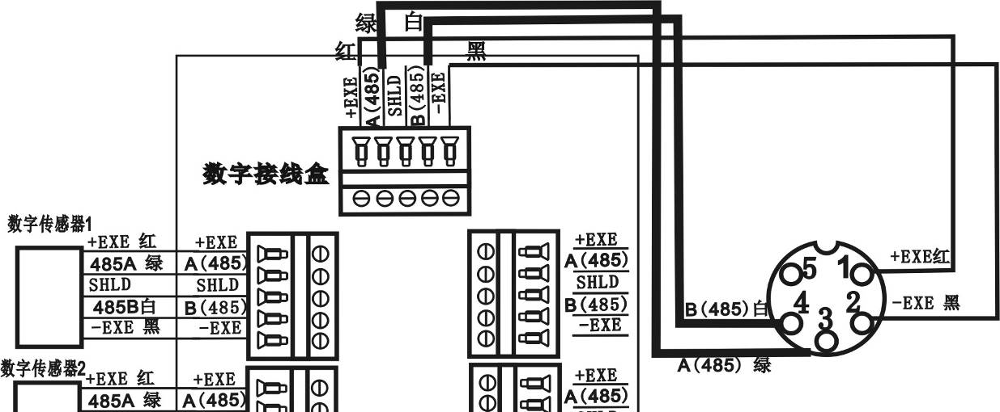 绿 白
红 黑
+EXE
A(485)
SHLD
B(485)
-EXE
数字接线盒
数字传感器1
+EXE 红
485A 绿
SHLD
485B白
-EXE 黑
+EXE
A(485)
SHLD
B(485)
-EXE
+EXE
A(485)
SHLD
B(485)
-EXE
5 1
4 2
3
+EXE红
-EXE 黑
B(485)白
A(485) 绿
数字传感器2
+EXE 红
485A 绿
+EXE
A(485)
+EXE
A(485)
SHLD